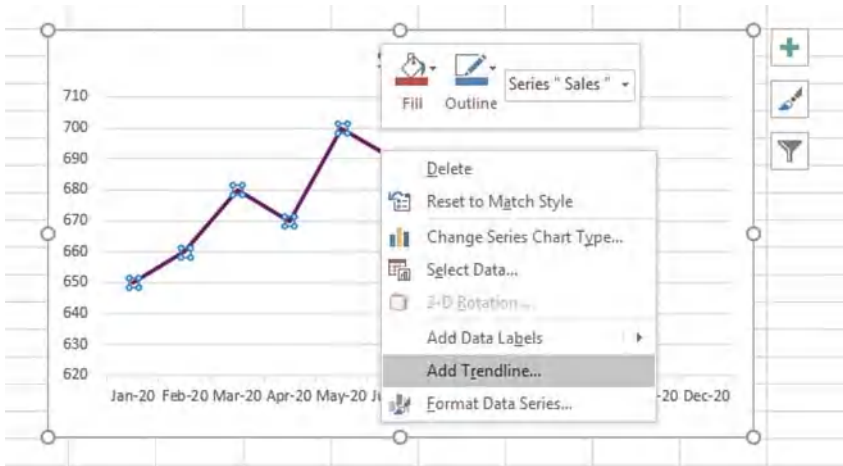 Fill Outline Series " Sales "
710
700
690
680
670
660
650
640
630
620
Jan-20 Feb-20 Mar-20 Apr-20 May-20
-20 Dec-20
Delete
Reset to Match Style
Change Series Chart Type...
Select Data...
3-D Rotation...
Add Data Labels
Add Trendline...
Format Data Series...